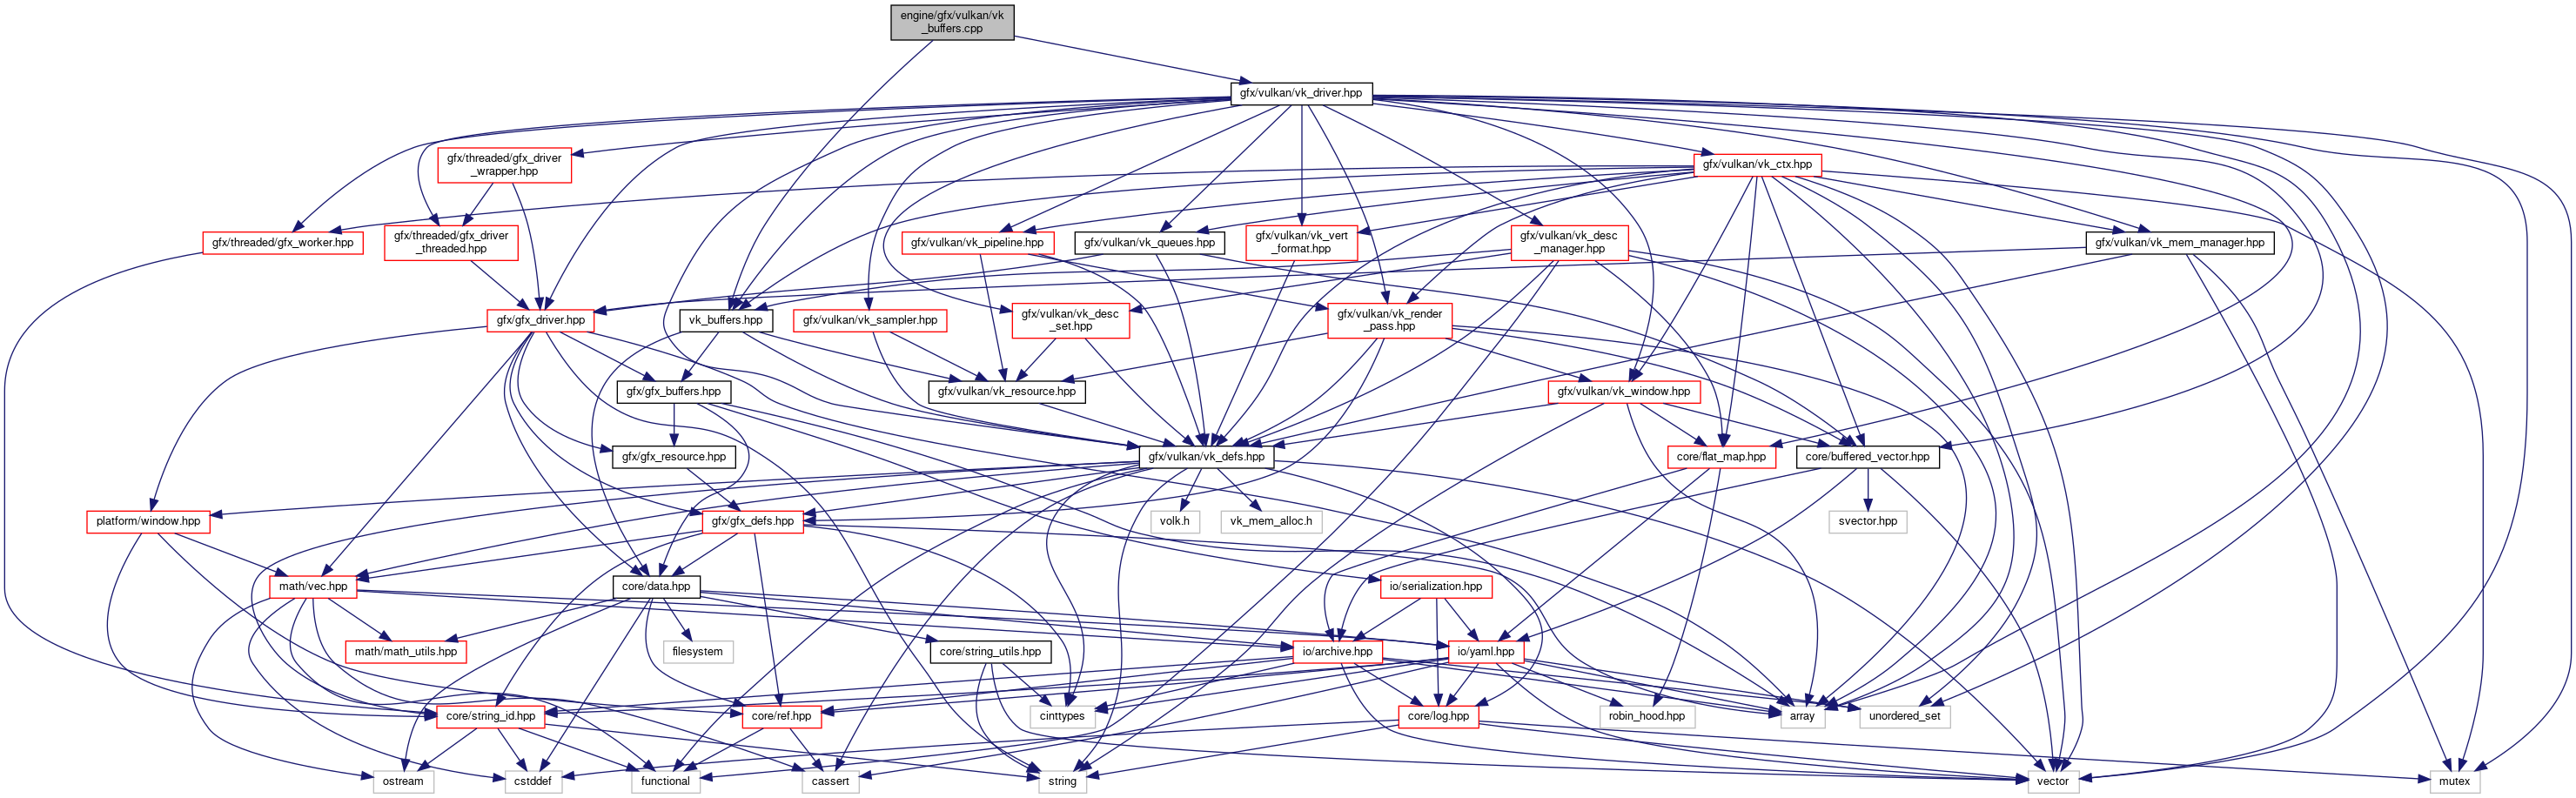 engine/gfx/vulkan/vk
_buffers.cpp
gfx/vulkan/vk_driver.hpp
gfx/threaded/gfx_driver
_wrapper.hpp
gfx/vulkan/vk_ctx.hpp
gfx/threaded/gfx_worker.hpp
gfx/threaded/gfx_driver
_threaded.hpp
gfx/vulkan/vk_pipeline.hpp
gfx/vulkan/vk_queues.hpp
gfx/vulkan/vk_vert
_format.hpp
gfx/vulkan/vk_desc
_manager.hpp
gfx/vulkan/vk_mem_manager.hpp
gfx/gfx_driver.hpp
vk_buffers.hpp
gfx/vulkan/vk_sampler.hpp
gfx/vulkan/vk_desc
_set.hpp
gfx/vulkan/vk_render
_pass.hpp
gfx/gfx_buffers.hpp
gfx/vulkan/vk_resource.hpp
gfx/vulkan/vk_window.hpp
gfx/gfx_resource.hpp
gfx/vulkan/vk_defs.hpp
core/flat_map.hpp
core/buffered_vector.hpp
platform/window.hpp
gfx/gfx_defs.hpp
volk.h
vk_mem_alloc.h
svector.hpp
math/vec.hpp
core/data.hpp
io/serialization.hpp
math/math_utils.hpp
filesystem
core/string_utils.hpp
io/archive.hpp
io/yaml.hpp
core/string_id.hpp
core/ref.hpp
cinttypes
core/log.hpp
robin_hood.hpp
array
unordered_set
ostream
cstddef
functional
cassert
string
vector
mutex